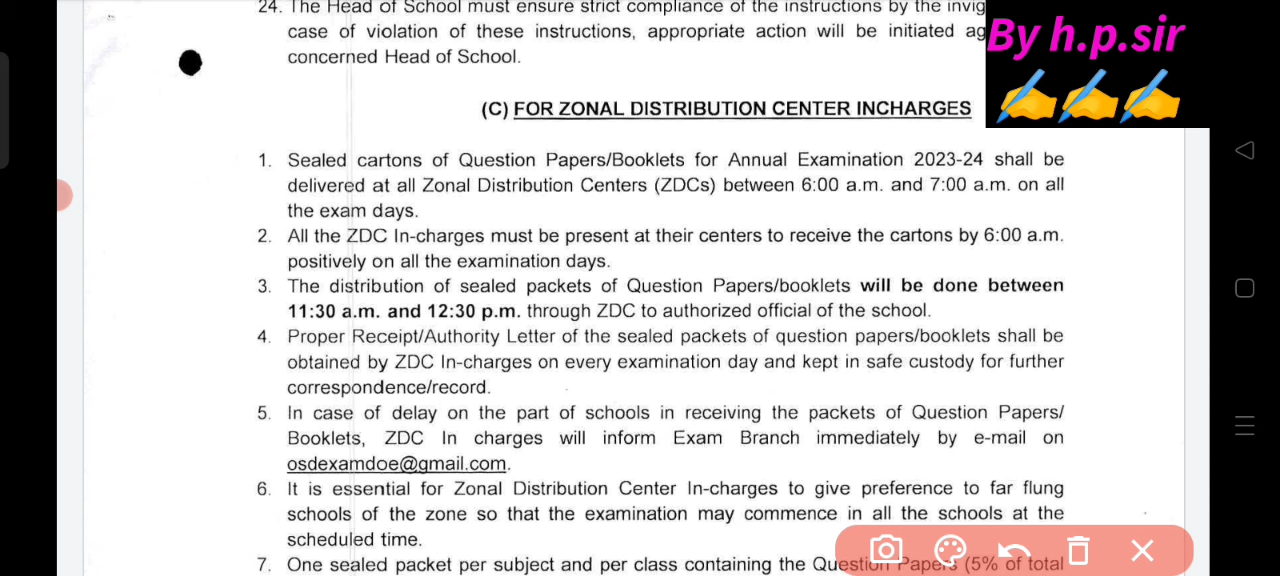 24. The Head of School must ensure strict compliance of the instructions by the invig
case of violation of these instructions, appropriate action will be initiated ag
concerned Head of School.
By h.p.sir
(C) FOR ZONAL DISTRIBUTION CENTER INCHARGES
1. Sealed cartons of Question Papers/Booklets for Annual Examination 2023-24 shall be
delivered at all Zonal Distribution Centers (ZDCs) between 6:00 a.m. and 7:00 a.m. on all
the exam days.
2. All the ZDC In-charges must be present at their centers to receive the cartons by 6:00 a.m.
positively on all the examination days.
3. The distribution of sealed packets of Question Papers/booklets will be done between
11:30 a.m. and 12:30 p.m. through ZDC to authorized official of the school.
4. Proper Receipt/Authority Letter of the sealed packets of question papers/booklets shall be
obtained by ZDC In-charges on every examination day and kept in safe custody for further
correspondence/record.
5. In case of delay on the part of schools in receiving the packets of Question Papers/
Booklets, ZDC In charges will inform Exam Branch immediately by e-mail on
osdexamdoe@gmail.com.
6. It is essential for Zonal Distribution Center In-charges to give preference to far flung
schools of the zone so that the examination may commence in all the schools at the
scheduled time.
7. One sealed packet per subject and per class containing the Question Papers (5% of total